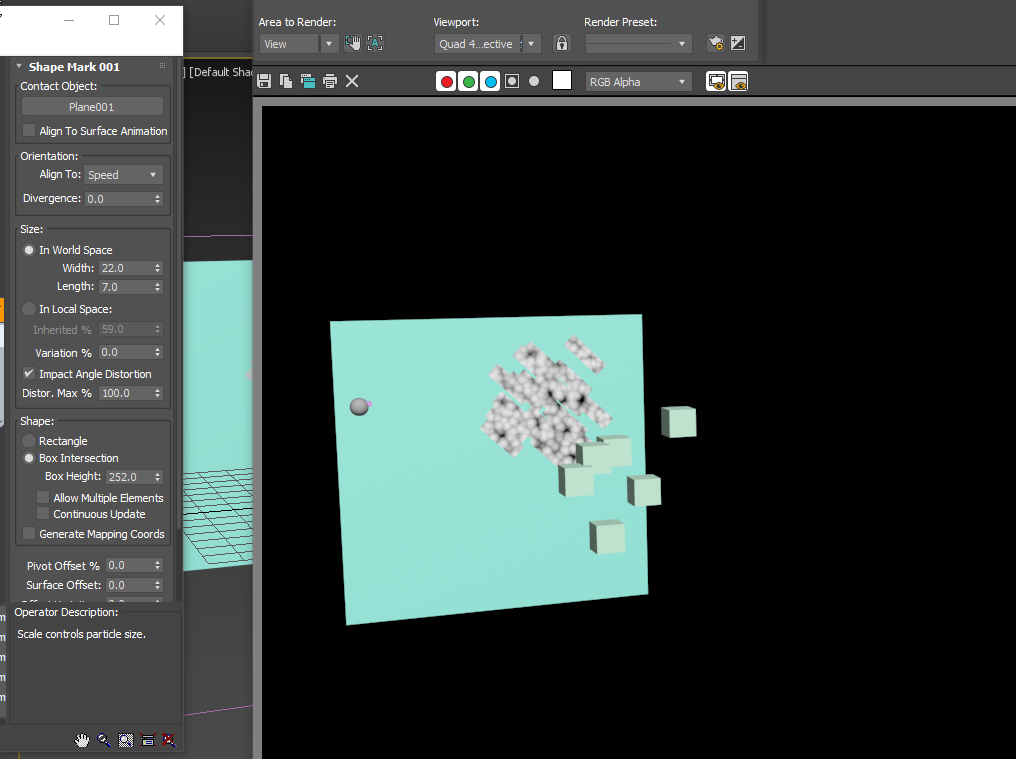 Area to Render:
Viewport:
Render Preset:
View
Quad 4...ective
Shape Mark 001
] [Default Shad
RGB Alpha
Contact Object:
Plane001
Align To Surface Animation
Orientation:
Align To: Speed
Divergence: 0.0
Size:
In World Space
Width: 22.0
Length: 7.0
In Local Space:
Inherited % 59.0
Variation % 0.0
Impact Angle Distortion
Distor. Max % 100.0
Shape:
Rectangle
Box Intersection
Box Height: 252.0
Allow Multiple Elements
Continuous Update
Generate Mapping Coords
Pivot Offset % 0.0
Surface Offset: 0.0
Operator Description:
Scale controls particle size.